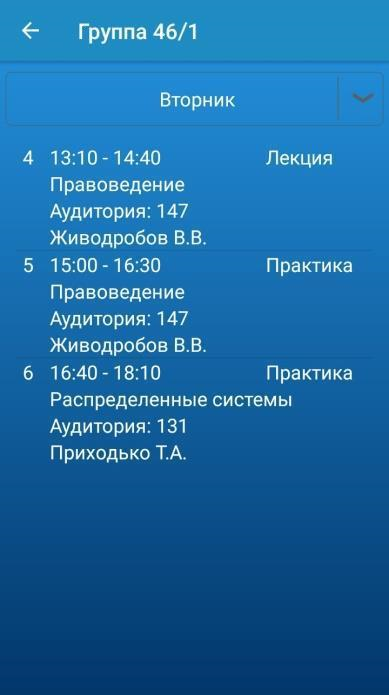 Группа 46/1
Вторник
4 13:10 - 14:40 Лекция
Правоведение
Аудитория: 147
Живодробов В.В.
5 15:00 - 16:30 Практика
Правоведение
Аудитория: 147
Живодробов В.В.
6 16:40 - 18:10 Практика
Распределенные системы
Аудитория: 131
Приходько Т.А.